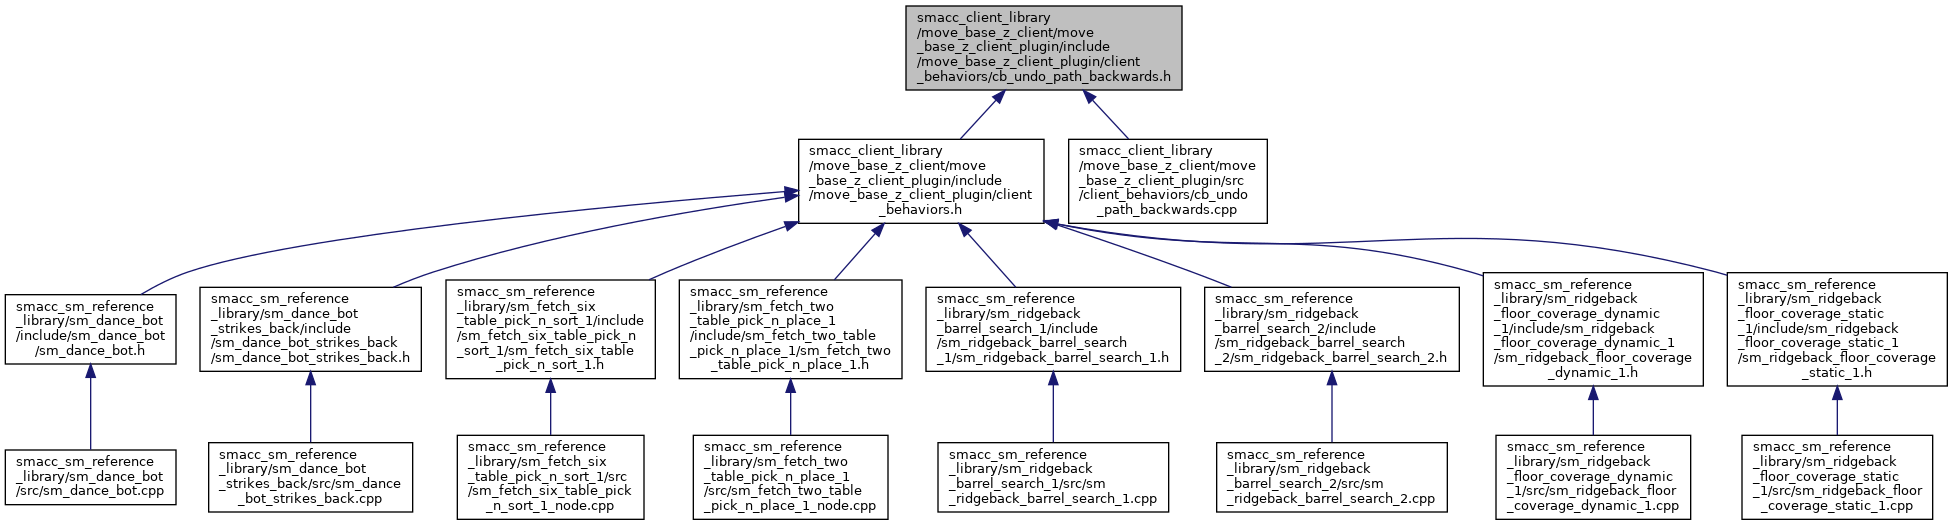 smacc_client_library
/move_base_z_client/move
_base_z_client_plugin/include
/move_base_z_client_plugin/client
_behaviors/cb_undo_path_backwards.h
smacc_client_library
/move_base_z_client/move
_base_z_client_plugin/include
/move_base_z_client_plugin/client
_behaviors.h
smacc_client_library
/move_base_z_client/move
_base_z_client_plugin/src
/client_behaviors/cb_undo
_path_backwards.cpp
smacc_sm_reference
_library/sm_dance_bot
/include/sm_dance_bot
/sm_dance_bot.h
smacc_sm_reference
_library/sm_dance_bot
_strikes_back/include
/sm_dance_bot_strikes_back
/sm_dance_bot_strikes_back.h
smacc_sm_reference
_library/sm_fetch_six
_table_pick_n_sort_1/include
/sm_fetch_six_table_pick_n
_sort_1/sm_fetch_six_table
_pick_n_sort_1.h
smacc_sm_reference
_library/sm_fetch_two
_table_pick_n_place_1
/include/sm_fetch_two_table
_pick_n_place_1/sm_fetch_two
_table_pick_n_place_1.h
smacc_sm_reference
_library/sm_ridgeback
_barrel_search_1/include
/sm_ridgeback_barrel_search
_1/sm_ridgeback_barrel_search_1.h
smacc_sm_reference
_library/sm_ridgeback
_barrel_search_2/include
/sm_ridgeback_barrel_search
_2/sm_ridgeback_barrel_search_2.h
smacc_sm_reference
_library/sm_ridgeback
_floor_coverage_dynamic
_1/include/sm_ridgeback
_floor_coverage_dynamic_1
/sm_ridgeback_floor_coverage
_dynamic_1.h
smacc_sm_reference
_library/sm_ridgeback
_floor_coverage_static
_1/include/sm_ridgeback
_floor_coverage_static_1
/sm_ridgeback_floor_coverage
_static_1.h
smacc_sm_reference
_library/sm_dance_bot
/src/sm_dance_bot.cpp
smacc_sm_reference
_library/sm_dance_bot
_strikes_back/src/sm_dance
_bot_strikes_back.cpp
smacc_sm_reference
_library/sm_fetch_six
_table_pick_n_sort_1/src
/sm_fetch_six_table_pick
_n_sort_1_node.cpp
smacc_sm_reference
_library/sm_fetch_two
_table_pick_n_place_1
/src/sm_fetch_two_table
_pick_n_place_1_node.cpp
smacc_sm_reference
_library/sm_ridgeback
_barrel_search_1/src/sm
_ridgeback_barrel_search_1.cpp
smacc_sm_reference
_library/sm_ridgeback
_barrel_search_2/src/sm
_ridgeback_barrel_search_2.cpp
smacc_sm_reference
_library/sm_ridgeback
_floor_coverage_dynamic
_1/src/sm_ridgeback_floor
_coverage_dynamic_1.cpp
smacc_sm_reference
_library/sm_ridgeback
_floor_coverage_static
_1/src/sm_ridgeback_floor
_coverage_static_1.cpp